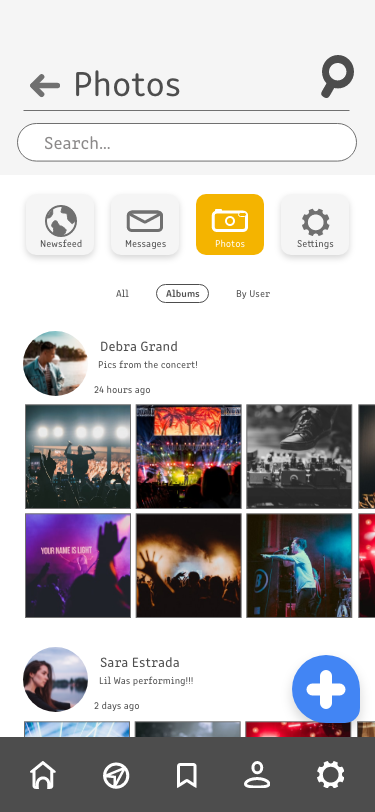 Photos
Search...
Newsfeed
Messages
Photos
Settings
All
Albums
By User
Debra Grand
Pics from the concert!
24 hours ago
YOUR NAME IS LIGHT
Sara Estrada
Lil Was performing!!!
2 days ago